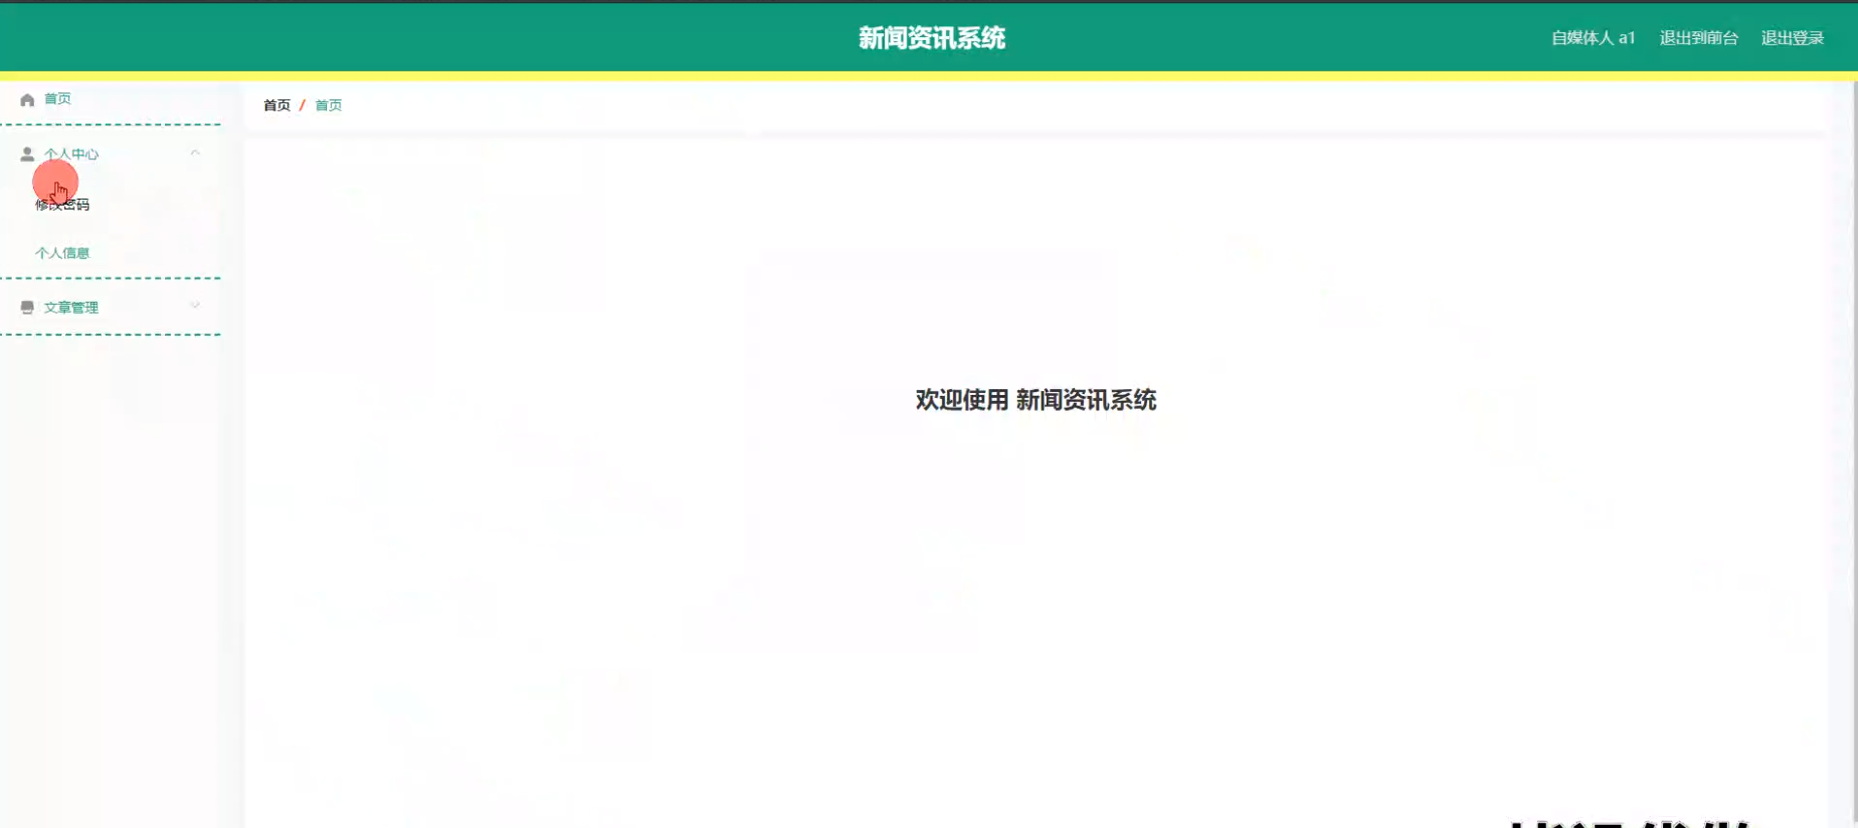 新闻资讯系统
自媒体人 a1 退出到前台 退出登录
首页
首页 / 首页
个人中心
修改密码
个人信息
文章管理
欢迎使用 新闻资讯系统